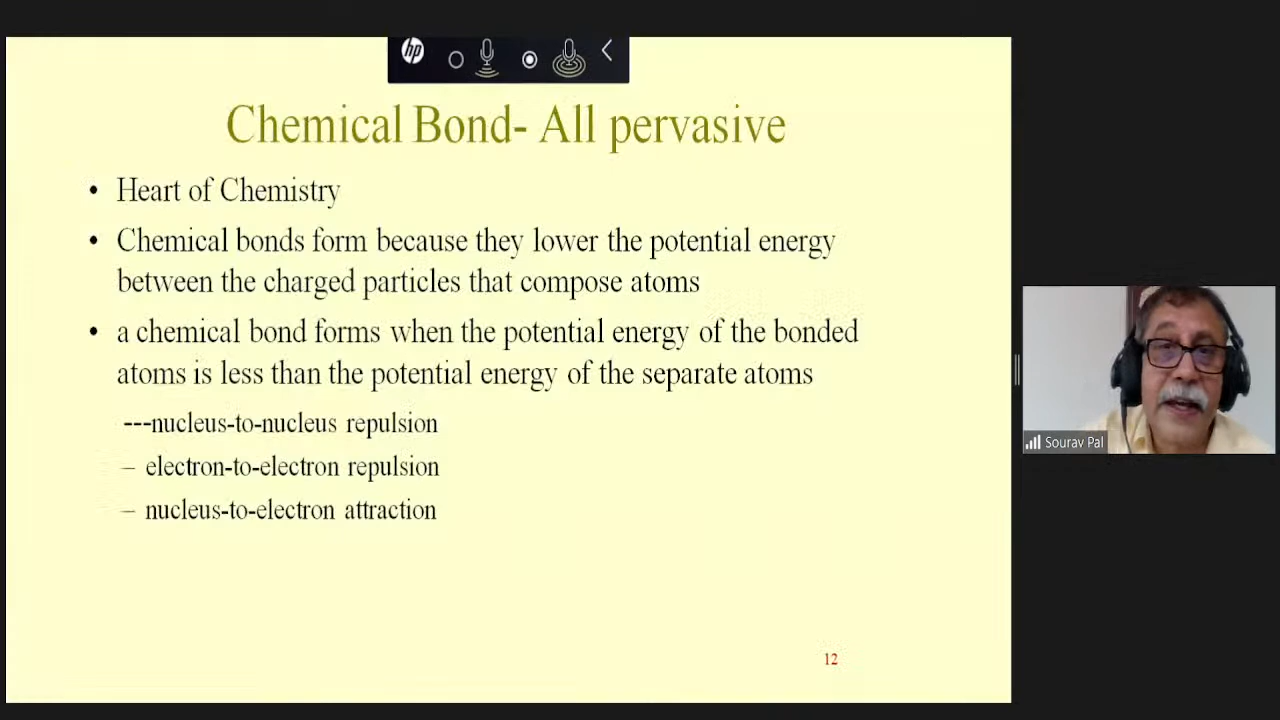 hp
Chemical Bond- All pervasive
• Heart of Chemistry
• Chemical bonds form because they lower the potential energy
between the charged particles that compose atoms
• a chemical bond forms when the potential energy of the bonded
atoms is less than the potential energy of the separate atoms
---nucleus-to-nucleus repulsion
– electron-to-electron repulsion
– nucleus-to-electron attraction
12
Sourav Pal